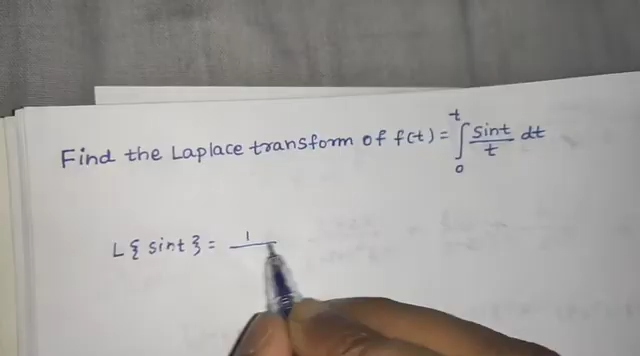 Find the Laplace transform of f(t) = ∫₀ᵗ sint/t dt
L{sint} = 1/